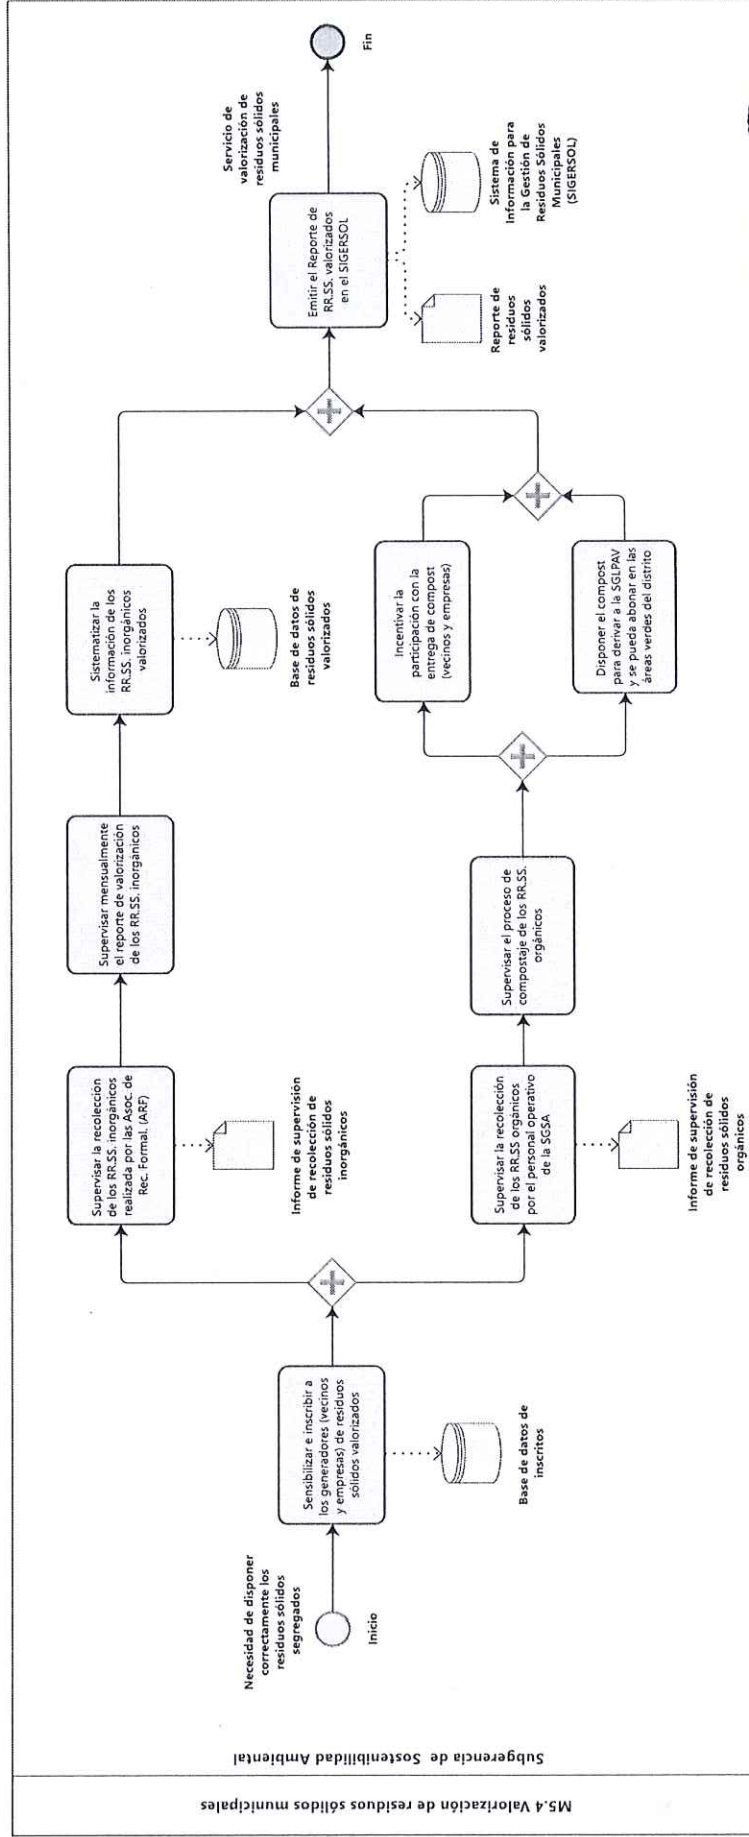 M5.4 Valorización de residuos sólidos municipales
Subgerencia de Sostenibilidad Ambiental
Necesidad de disponer
correctamente los
residuos sólidos
segregados
Inicio
Sensibilizar e inscribir a
los generadores (vecinos
y empresas) de residuos
sólidos valorizados
Base de datos de
inscritos
Supervisar la recolección
de los RR.SS. inorgánicos
realizada por las Asoc. de
Rec. Formal. (ARF)
Informe de supervisión
de recolección de
residuos sólidos
inorgánicos
Supervisar mensualmente
el reporte de valorización
de los RR.SS. inorgánicos
Sistematizar la
información de los
RR.SS. inorgánicos
valorizados
Base de datos de
residuos sólidos
valorizados
Supervisar la recolección
de los RR.SS orgánicos
por el personal operativo
de la SGSA
Informe de supervisión
de recolección de
residuos sólidos
orgánicos
Supervisar el proceso de
compostaje de los RR.SS.
orgánicos
Incentivar la
participación con la
entrega de compost
(vecinos y empresas)
Disponer el compost
para derivar a la SGLPAV
y se pueda abonar en las
áreas verdes del distrito
Emitir el Reporte de
RR.SS. valorizados
en el SIGERSOL
Reporte de
residuos
sólidos
valorizados
Sistema de
Información para
la Gestión de
Residuos Sólidos
Municipales
(SIGERSOL)
Servicio de
valorización de
residuos sólidos
municipales
Fin